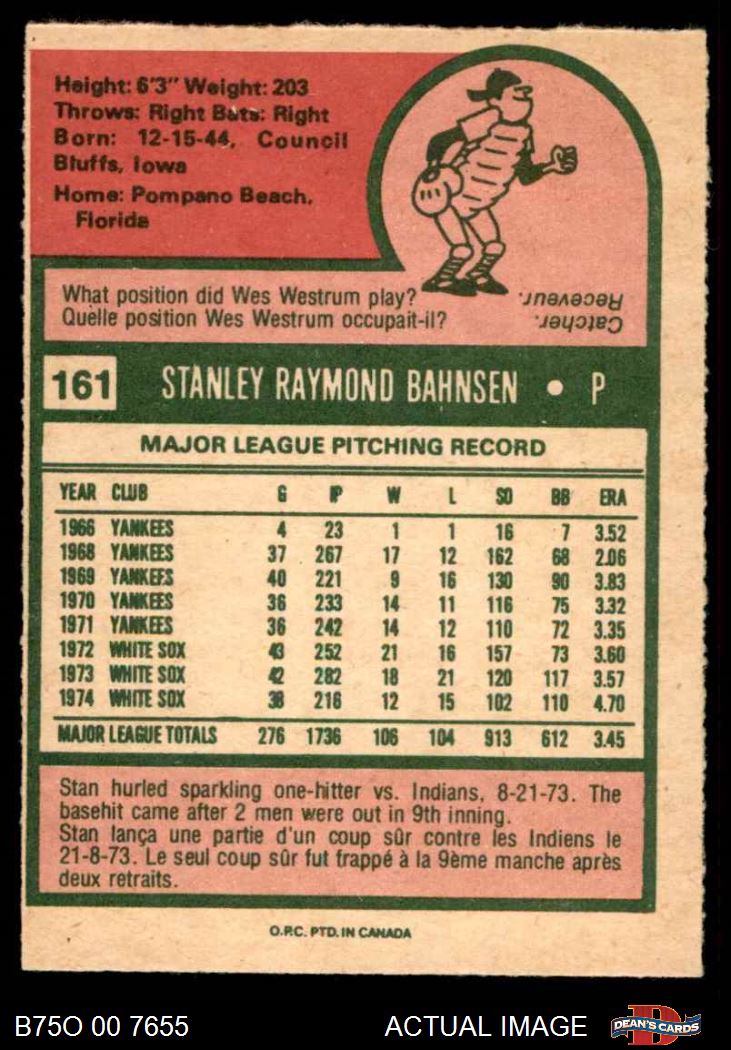 Height: 6'3" Weight: 203
Throws: Right Bats: Right
Born: 12-15-44, Council
Bluffs, Iowa
Home: Pompano Beach,
Florida
What position did Wes Westrum play?
Quelle position Wes Westrum occupait-il?
Catcher.
Receveur.
161 STANLEY RAYMOND BAHNSEN • P
MAJOR LEAGUE PITCHING RECORD
YEAR CLUB G IP W L SO BB ERA
1966 YANKEES 4 23 1 1 16 7 3.52
1968 YANKEES 37 267 17 12 162 68 2.06
1969 YANKEES 40 221 9 16 130 90 3.83
1970 YANKEES 36 233 14 11 116 75 3.32
1971 YANKEES 36 242 14 12 110 72 3.35
1972 WHITE SOX 43 252 21 16 157 73 3.60
1973 WHITE SOX 42 282 18 21 120 117 3.57
1974 WHITE SOX 38 216 12 15 102 110 4.70
MAJOR LEAGUE TOTALS 276 1736 106 104 913 612 3.45
Stan hurled sparkling one-hitter vs. Indians, 8-21-73. The
basehit came after 2 men were out in 9th inning.
Stan lança une partie d'un coup sûr contre les Indiens le
21-8-73. Le seul coup sûr fut frappé à la 9ème manche après
deux retraits.
O.P.C. PTD. IN CANADA
B75O 00 7655 ACTUAL IMAGE DEAN'S CARDS